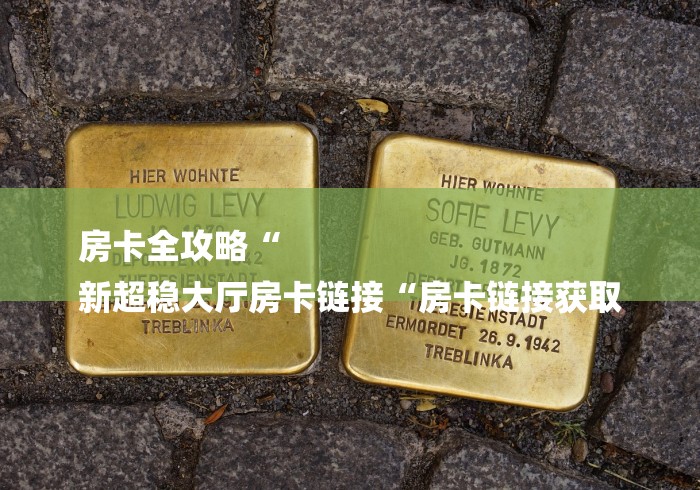 HIER WOHNTE
LUDWIG LEVY
THERESIENSTADT
TREBLINKA
HIER WOHNTE
SOFIE LEVY
GEB. GUTMANN
JG. 1872
THERESIENSTADT
ERMORDET 26.9.1942
TREBLINKA
房卡全攻略“
新超稳大厅房卡链接“房卡链接获取